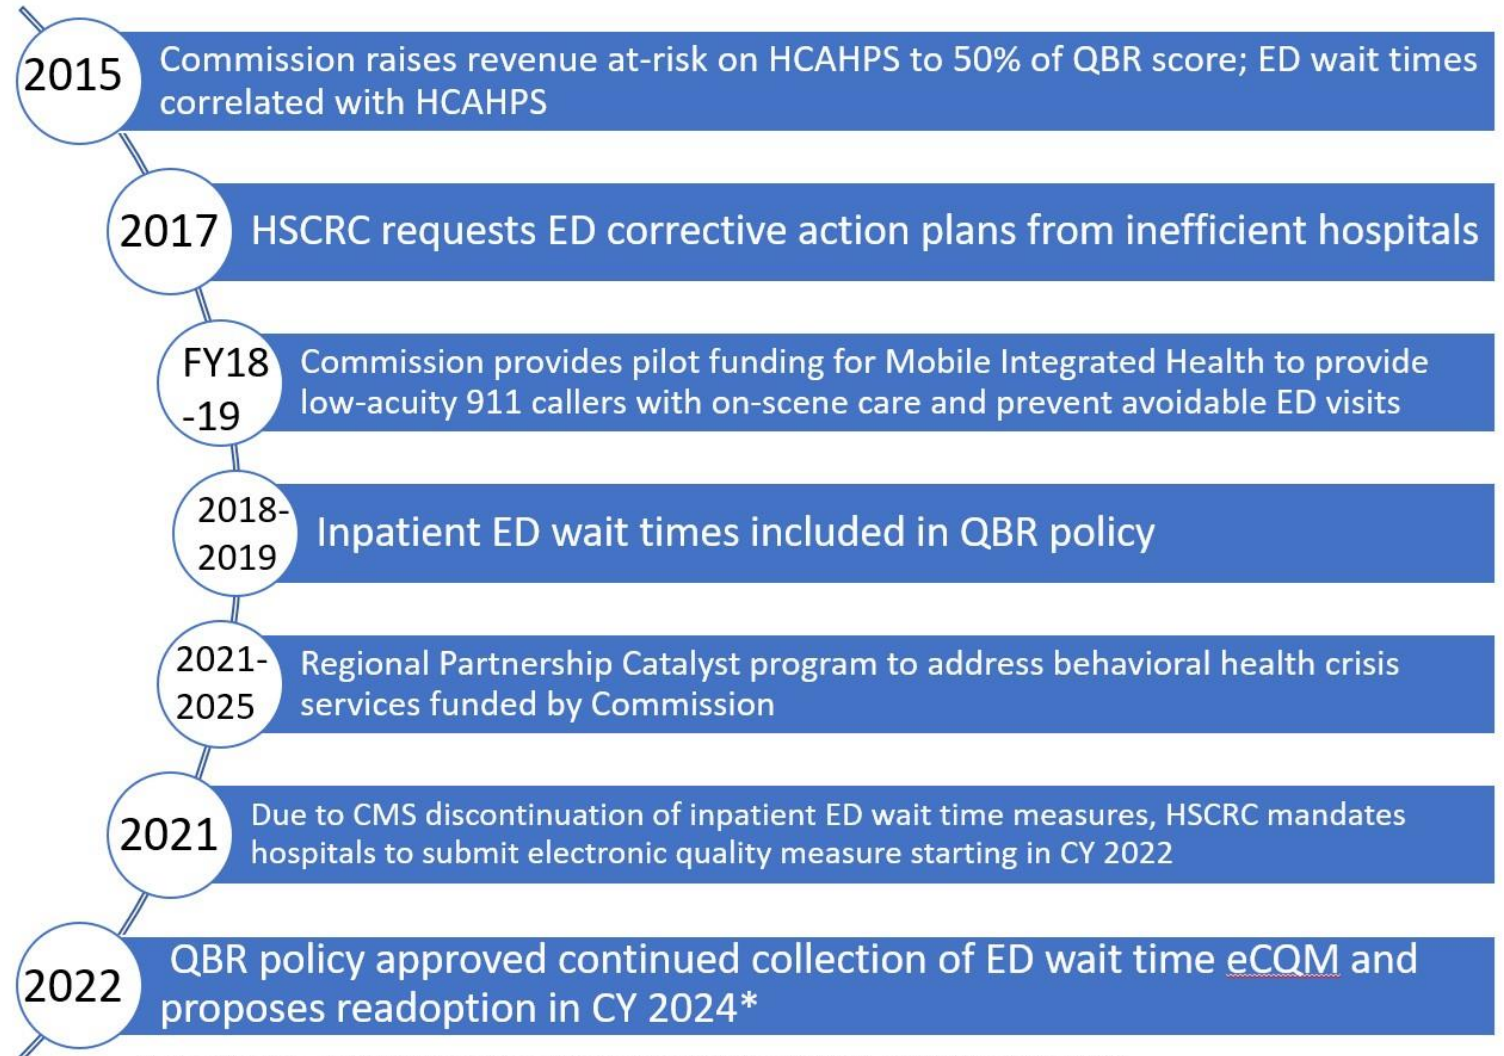 2015
Commission raises revenue at-risk on HCAHPS to 50% of QBR score; ED wait times
correlated with HCAHPS
2017
HSCRC requests ED corrective action plans from inefficient hospitals
FY18
-19
Commission provides pilot funding for Mobile Integrated Health to provide
low-acuity 911 callers with on-scene care and prevent avoidable ED visits
2018-
2019
Inpatient ED wait times included in QBR policy
2021-
2025
Regional Partnership Catalyst program to address behavioral health crisis
services funded by Commission
2021
Due to CMS discontinuation of inpatient ED wait time measures, HSCRC mandates
hospitals to submit electronic quality measure starting in CY 2022
2022
QBR policy approved continued collection of ED wait time eCQM and
proposes readoption in CY 2024*